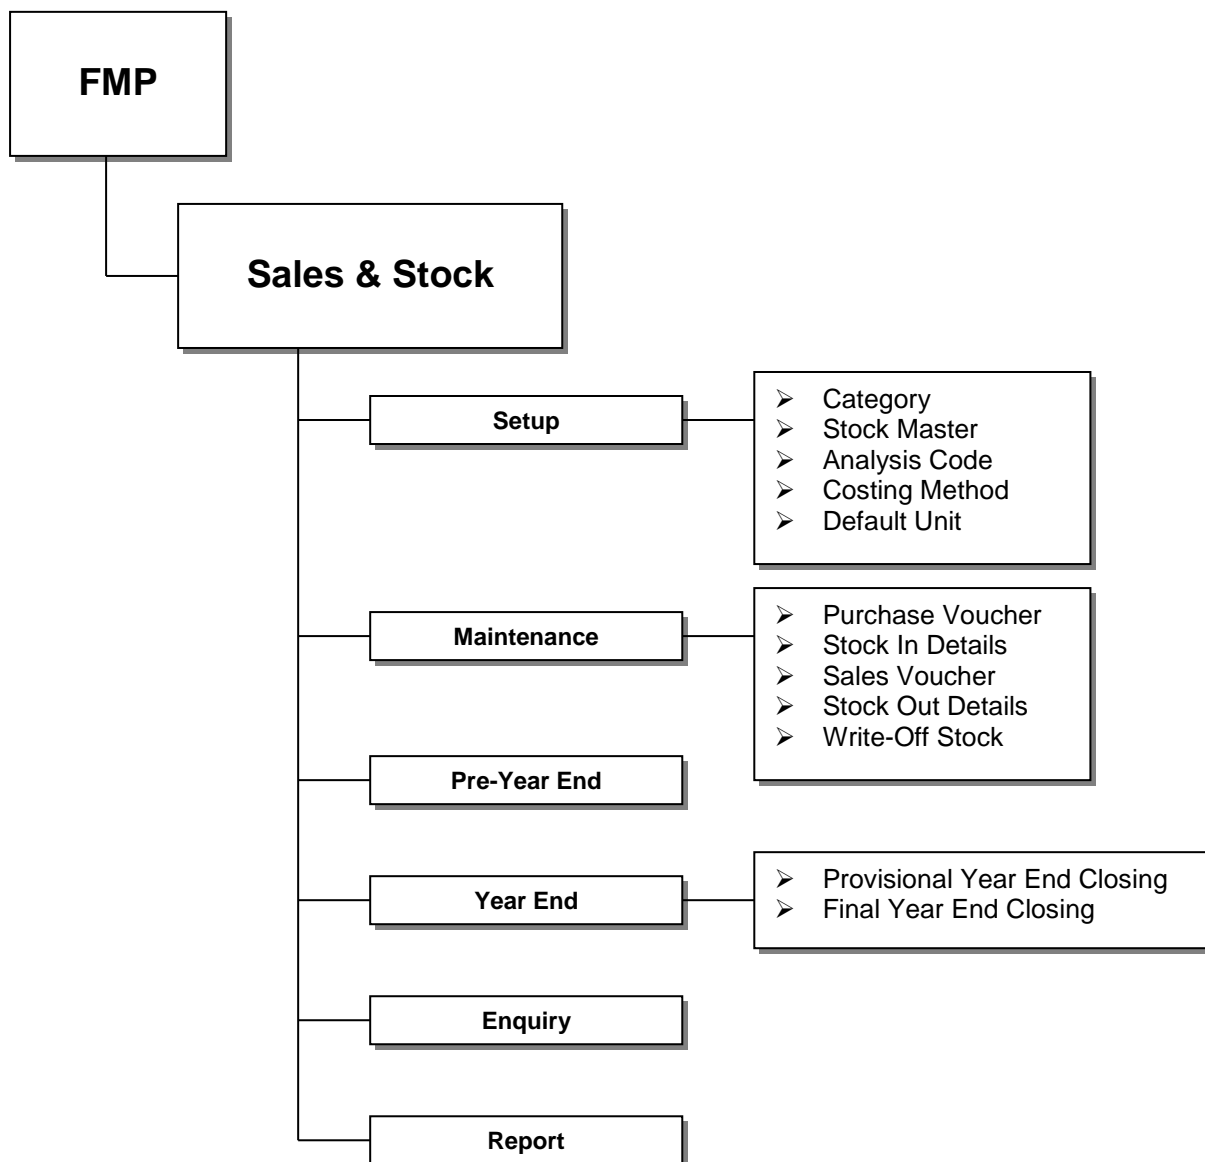 FMP
Sales & Stock
Setup
➢ Category
➢ Stock Master
➢ Analysis Code
➢ Costing Method
➢ Default Unit
Maintenance
➢ Purchase Voucher
➢ Stock In Details
➢ Sales Voucher
➢ Stock Out Details
➢ Write-Off Stock
Pre-Year End
Year End
➢ Provisional Year End Closing
➢ Final Year End Closing
Enquiry
Report